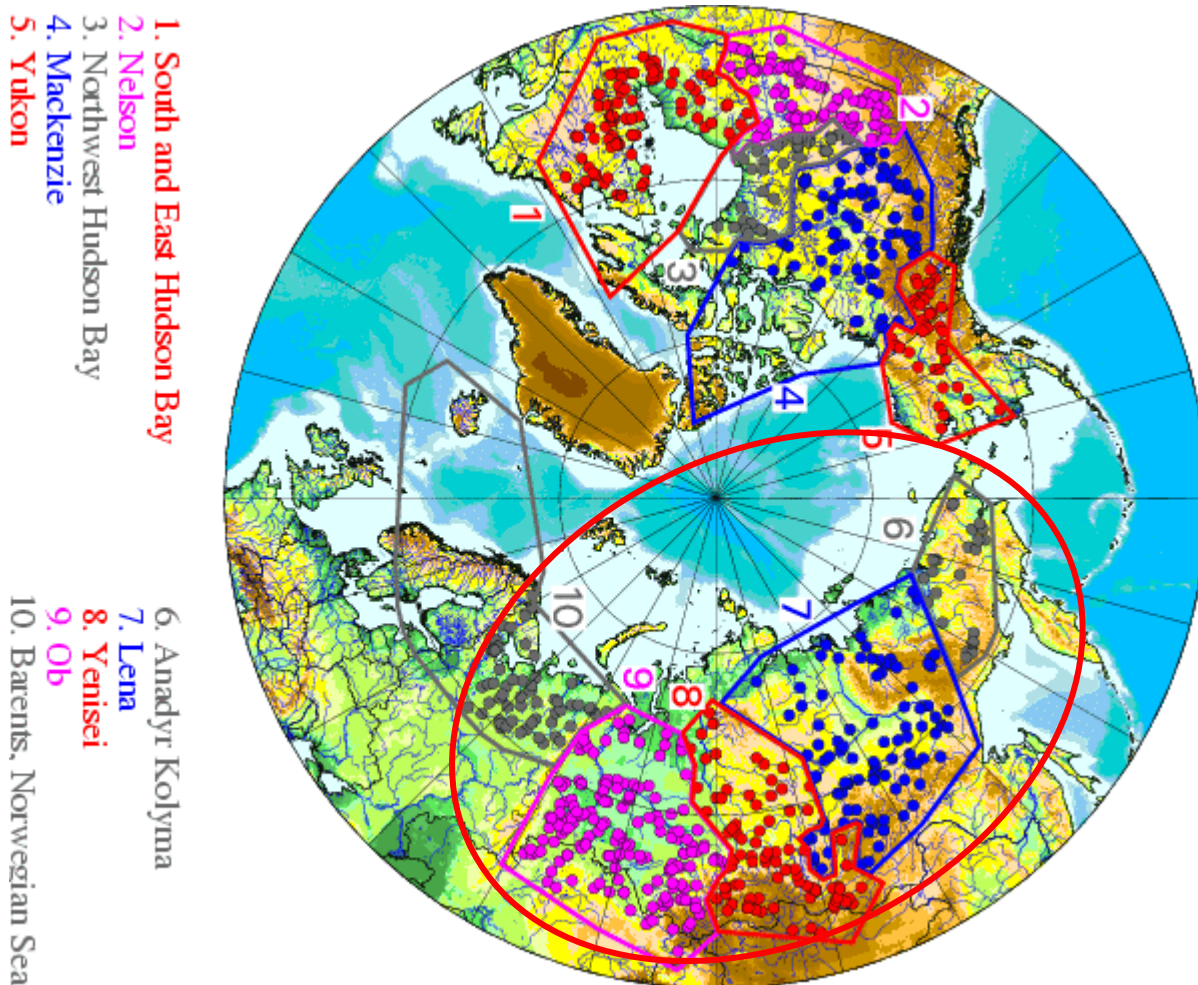 1. South and East Hudson Bay
2. Nelson
3. Northwest Hudson Bay
4. Mackenzie
5. Yukon
6. Anadyr Kolyma
7. Lena
8. Yenisei
9. Ob
10. Barents, Norwegian Sea
1
2
3
4
5
6
7
8
9
10